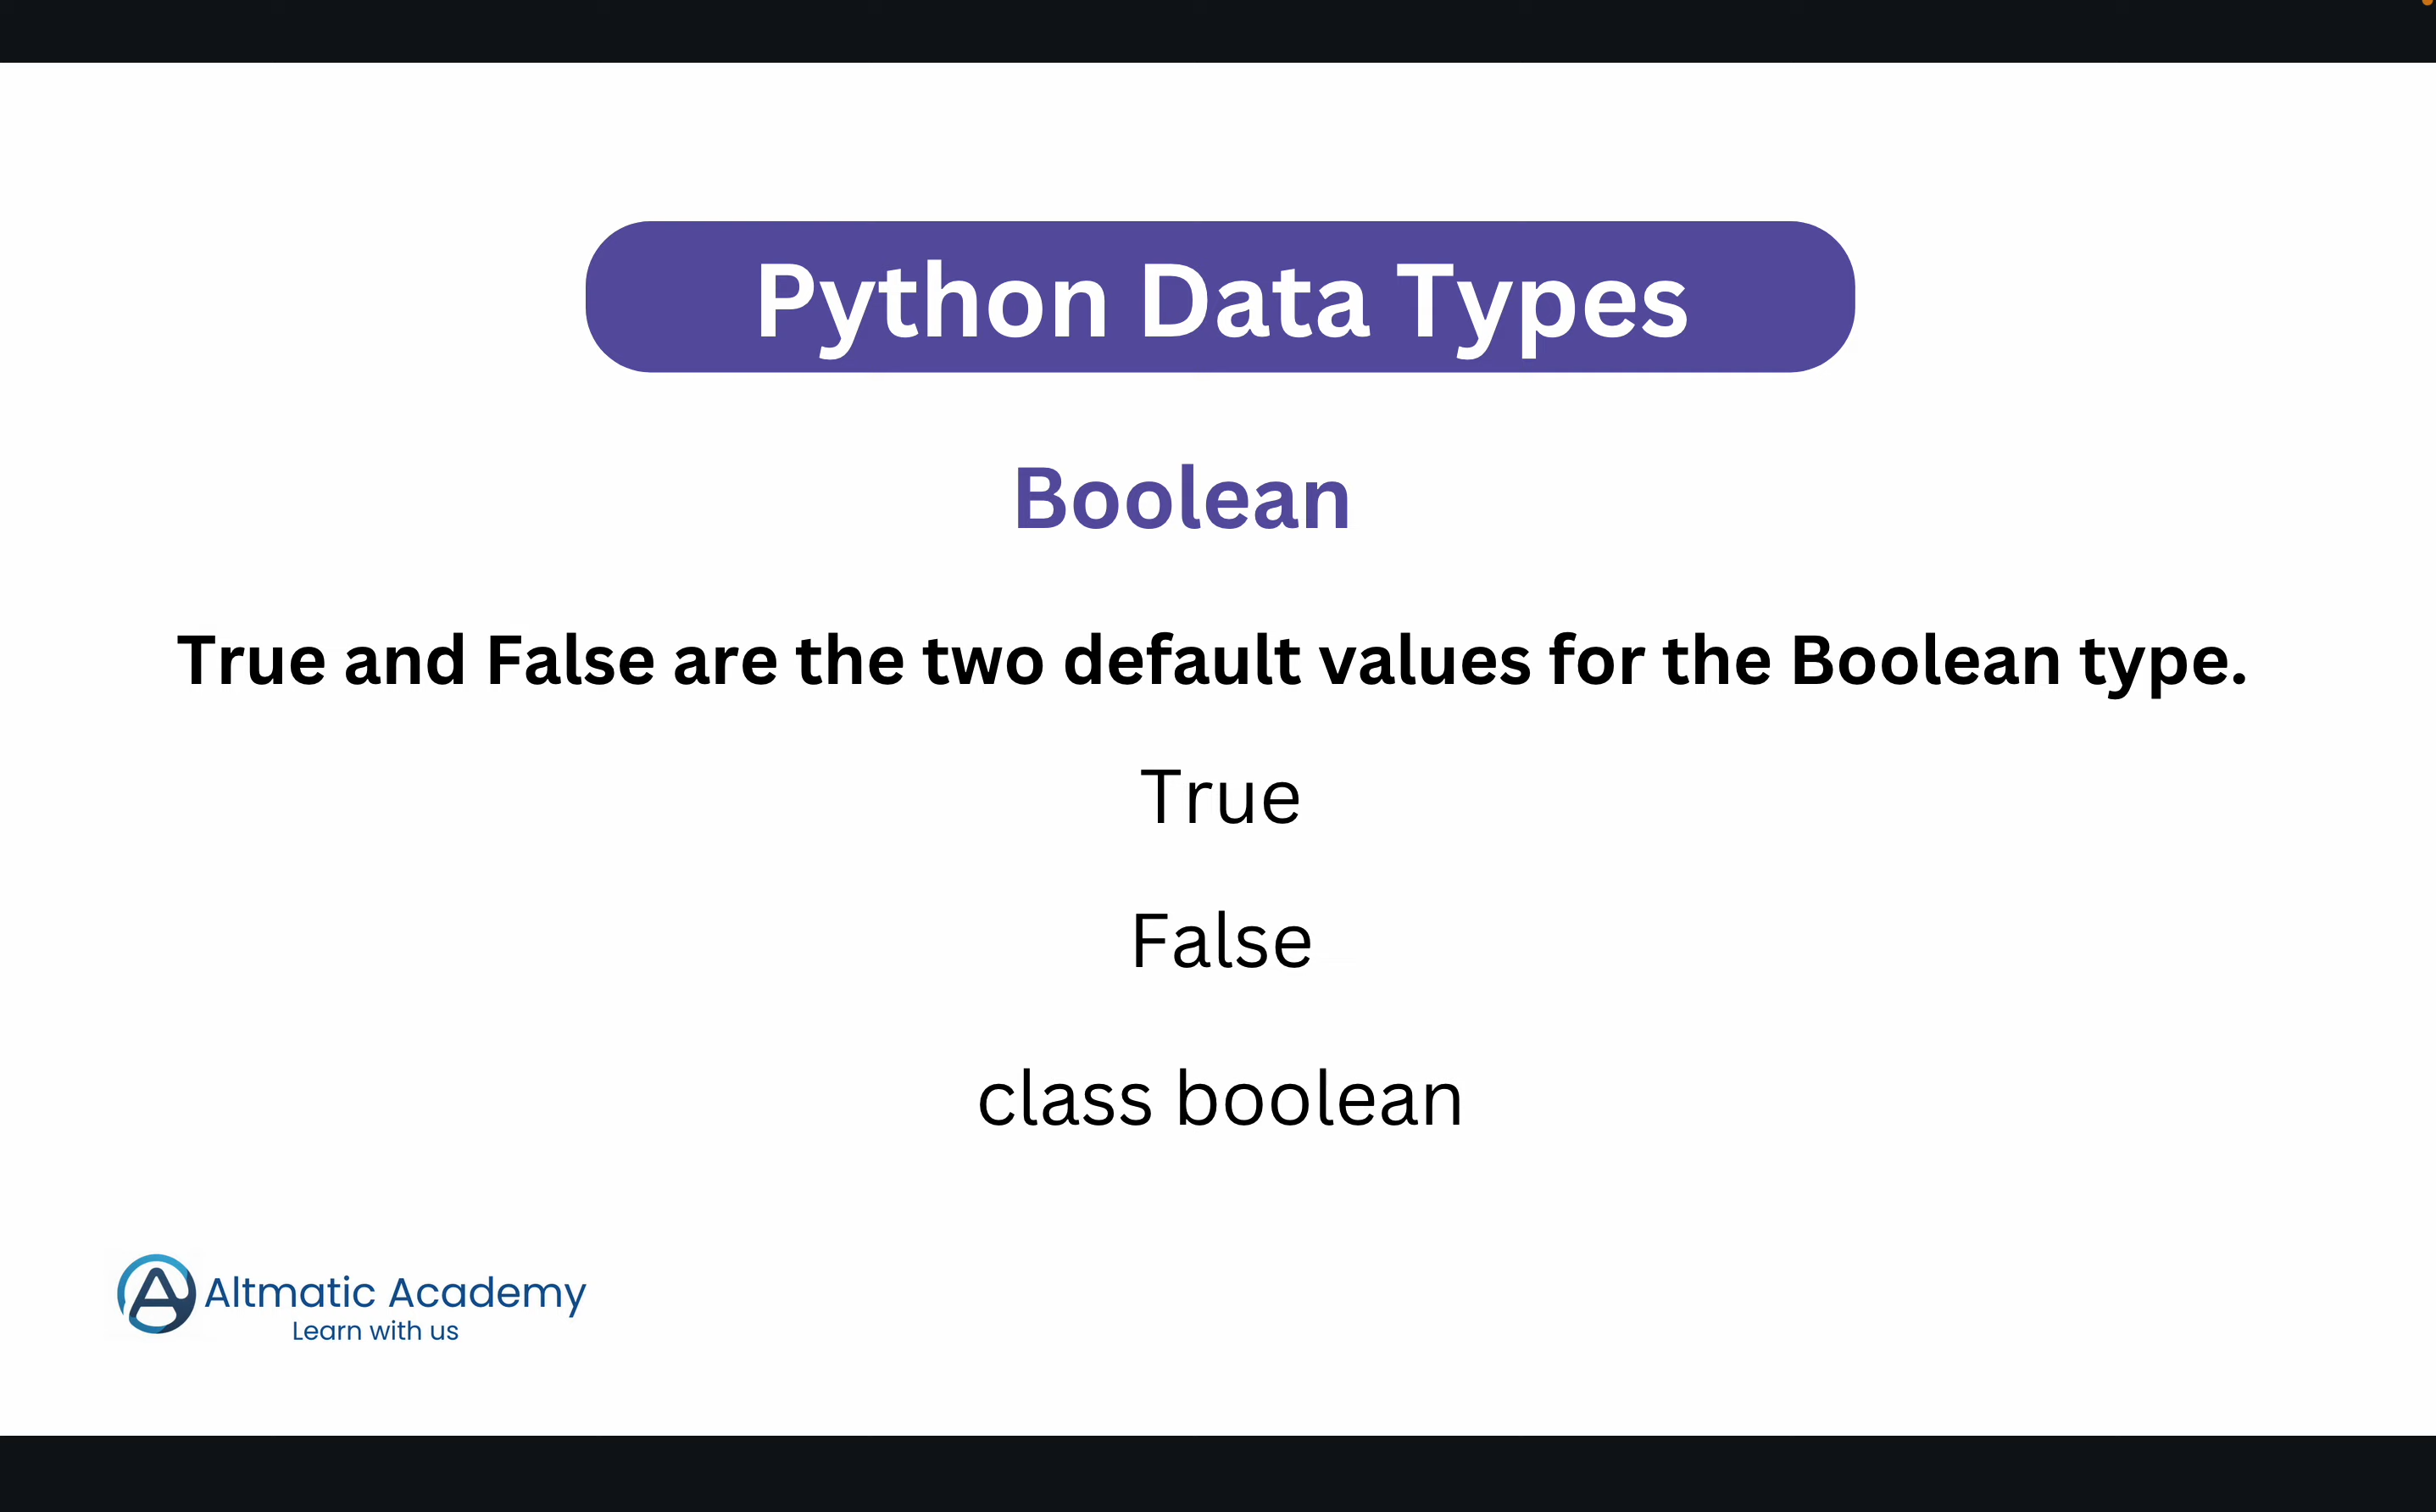 Python Data Types
Boolean
True and False are the two default values for the Boolean type.
True
False
class boolean
Altmatic Academy
Learn with us